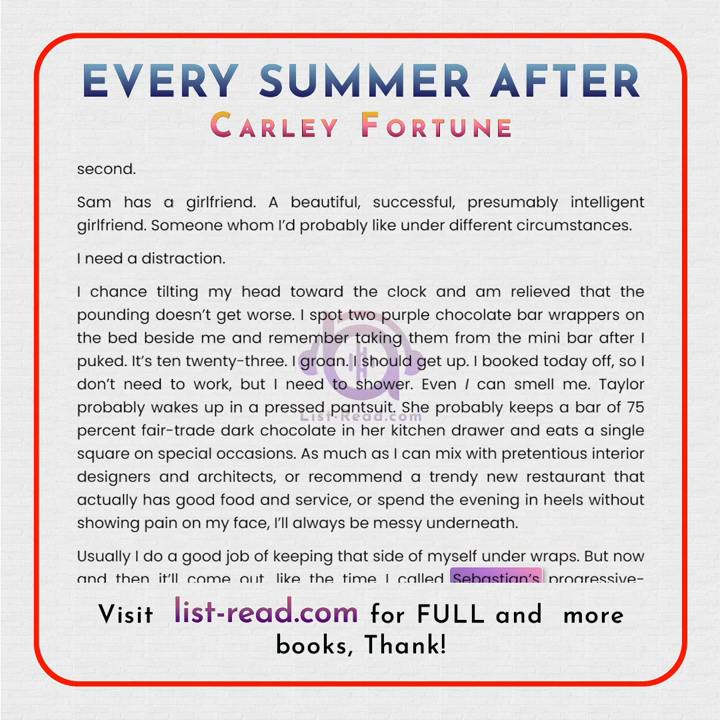 EVERY SUMMER AFTER
CARLEY FORTUNE
second.
Sam has a girlfriend. A beautiful, successful, presumably intelligent
girlfriend. Someone whom I'd probably like under different circumstances.
I need a distraction.
I chance tilting my head toward the clock and am relieved that the
pounding doesn't get worse. I spot two purple chocolate bar wrappers on
the bed beside me and remember taking them from the mini bar after I
puked. It's ten twenty-three. I groan. I should get up. I booked today off, so I
don't need to work, but I need to shower. Even I can smell me. Taylor
probably wakes up in a pressed pantsuit. She probably keeps a bar of 75
List-Read.com
percent fair-trade dark chocolate in her kitchen drawer and eats a single
square on special occasions. As much as I can mix with pretentious interior
designers and architects, or recommend a trendy new restaurant that
actually has good food and service, or spend the evening in heels without
showing pain on my face, I'll always be messy underneath.
Usually I do a good job of keeping that side of myself under wraps. But now
and then it'll come out, like the time I called Sebastian's progressive-
Visit list-read.com for FULL and more
books, Thank!